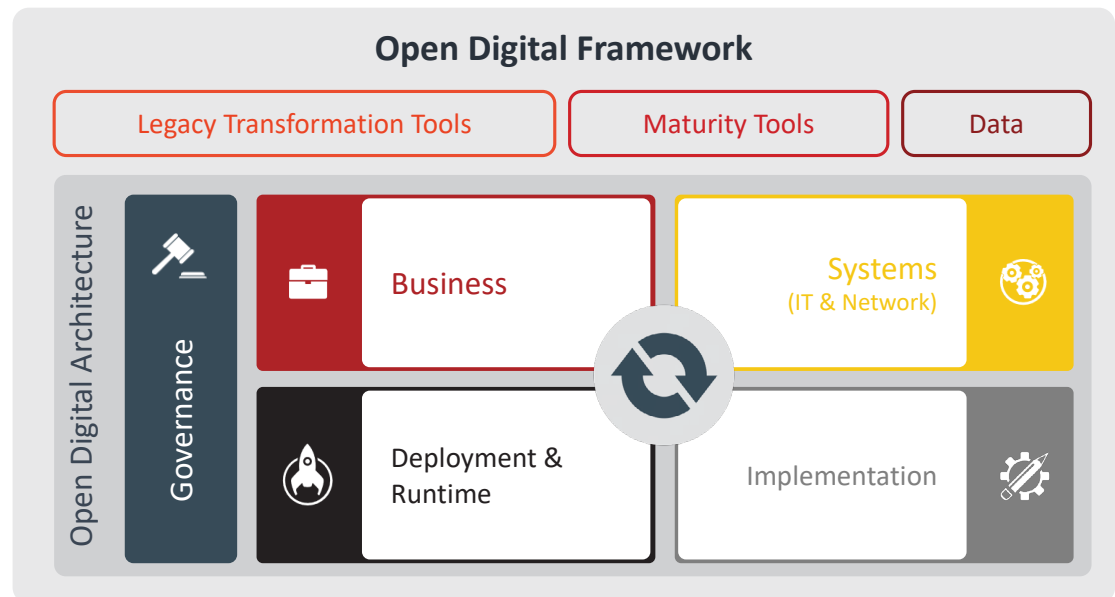 Open Digital Framework
Legacy Transformation Tools
Maturity Tools
Data
Open Digital Architecture
Governance
Business
Systems
(IT & Network)
Deployment &
Runtime
Implementation